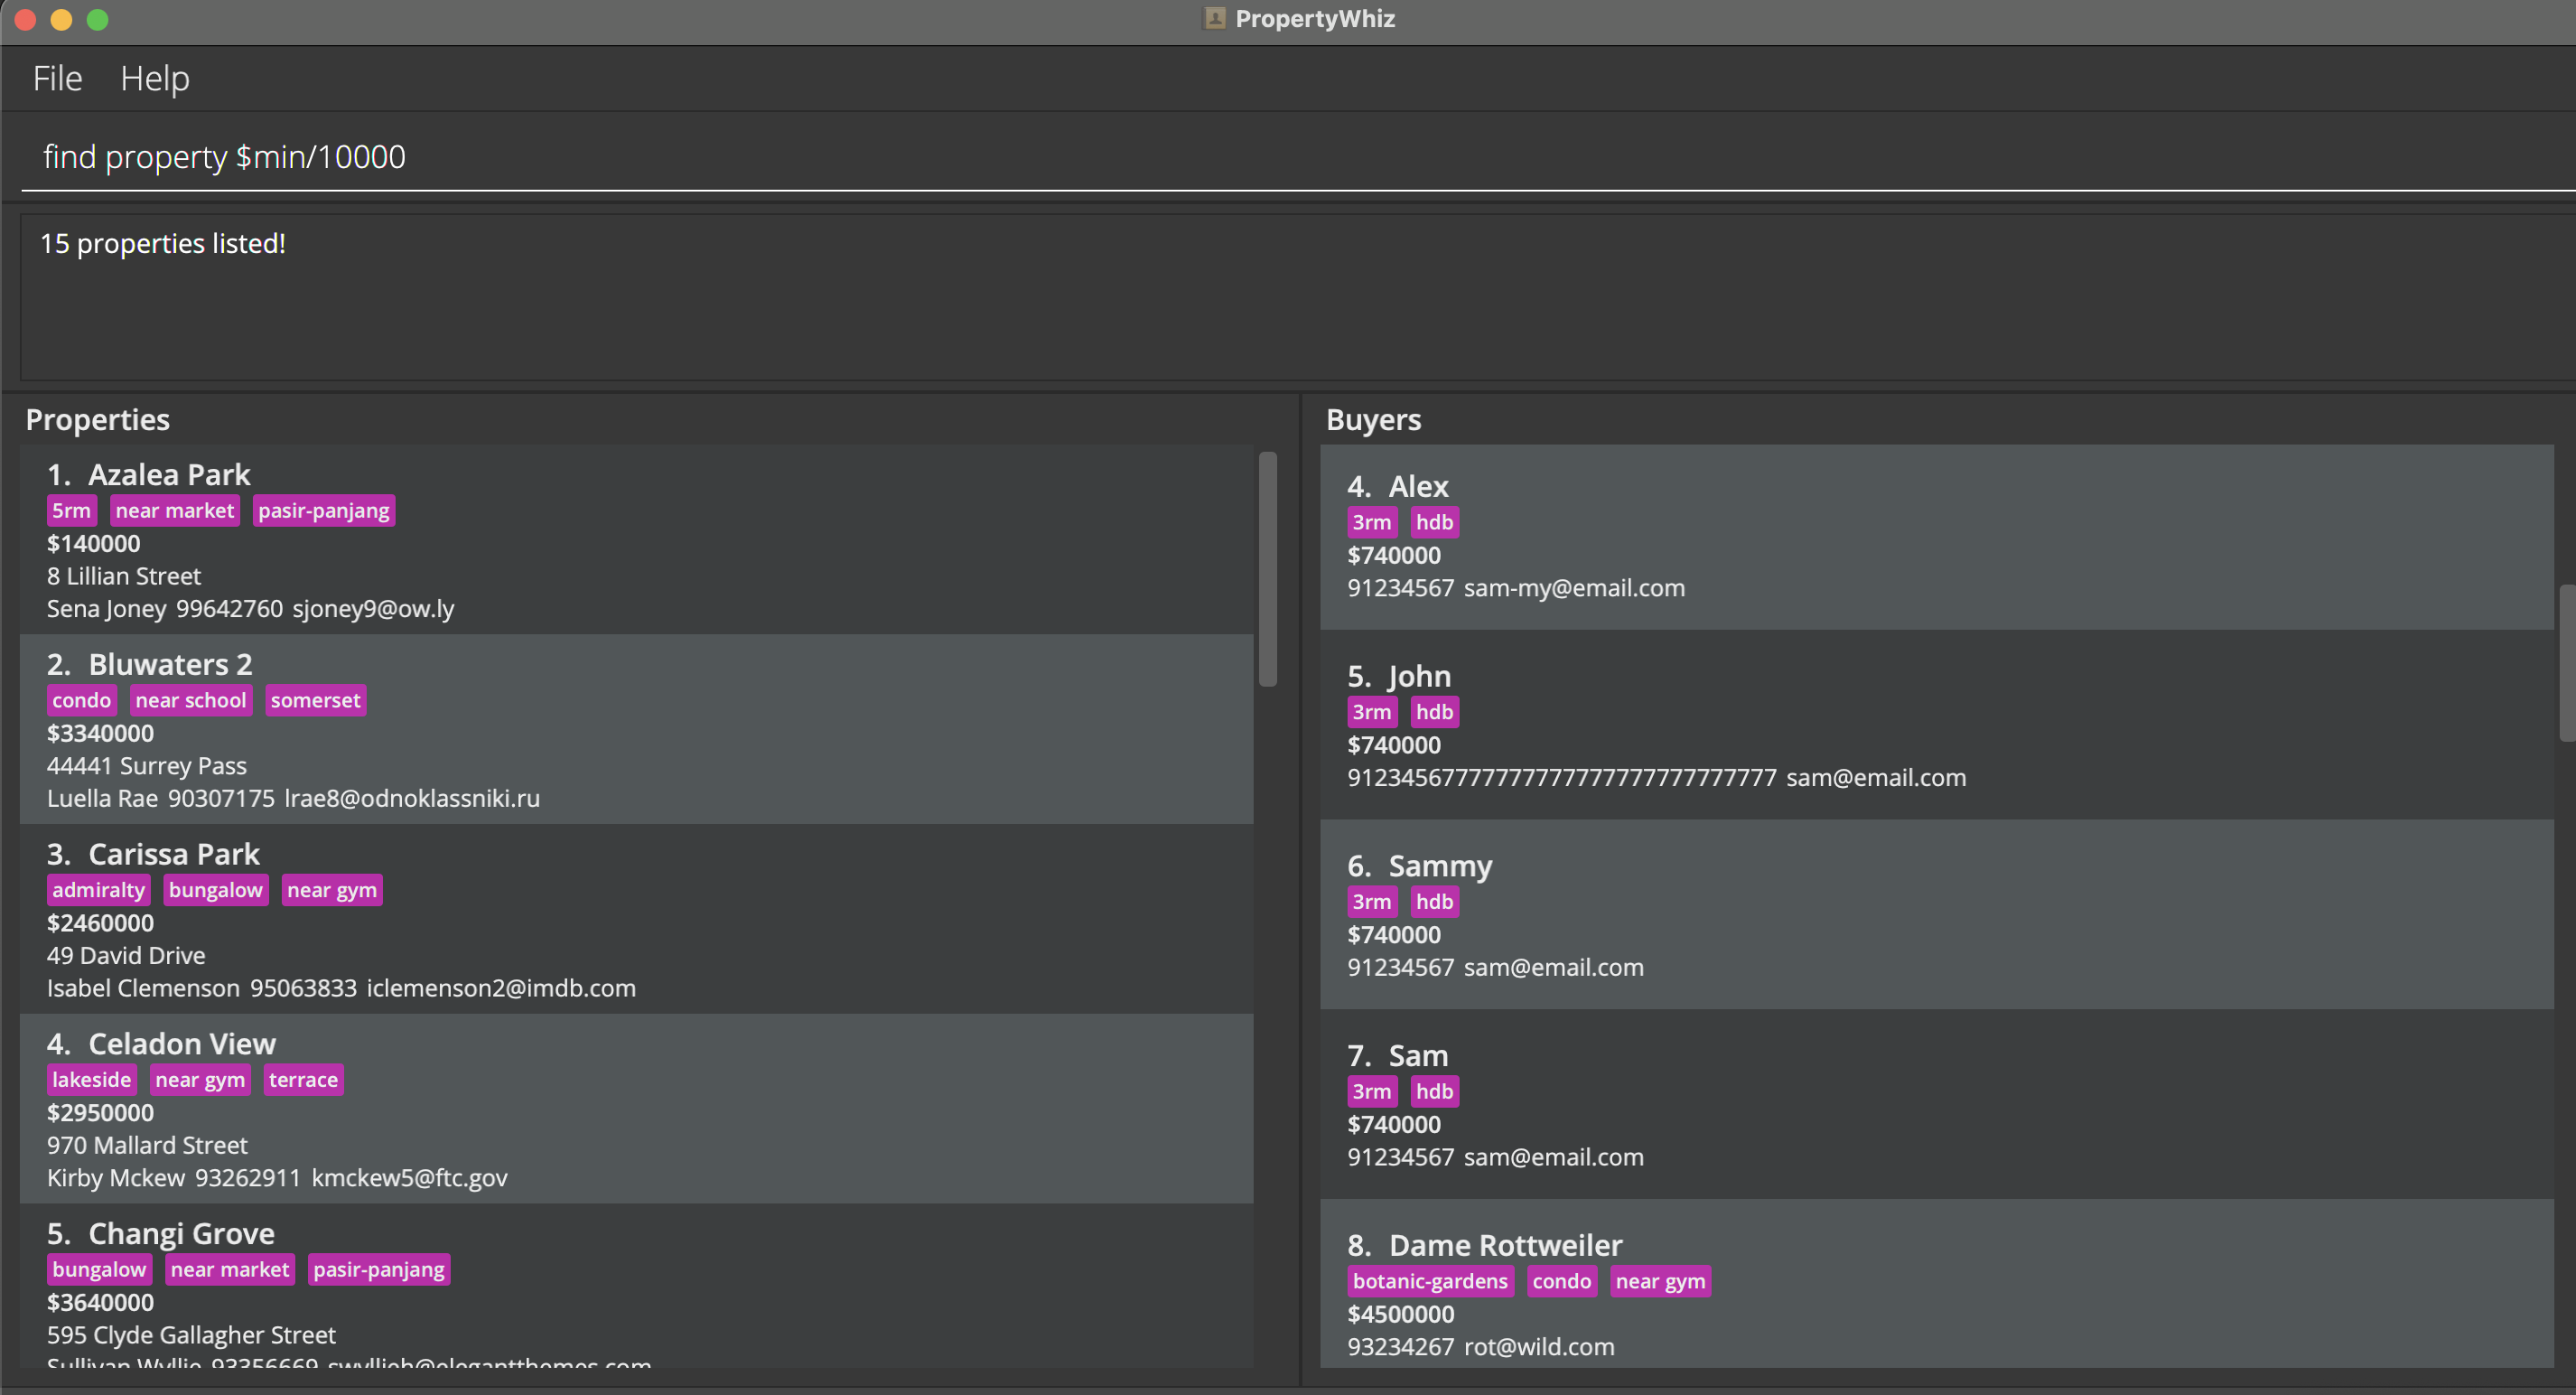 PropertyWhiz
File Help
find property $min/10000
15 properties listed!
Properties
1. Azalea Park
5rm near market pasir-panjang
$140000
8 Lillian Street
Sena Joney 99642760 sjoney9@ow.ly
2. Bluwaters 2
condo near school somerset
$3340000
44441 Surrey Pass
Luella Rae 90307175 lrae8@odnoklassniki.ru
3. Carissa Park
admiralty bungalow near gym
$2460000
49 David Drive
Isabel Clemenson 95063833 iclemenson2@imdb.com
4. Celadon View
lakeside near gym terrace
$2950000
970 Mallard Street
Kirby Mckew 93262911 kmckew5@ftc.gov
5. Changi Grove
bungalow near market pasir-panjang
$3640000
595 Clyde Gallagher Street
Sullivan Wyllie 93356669 swyllieh@elegantthemes.com
Buyers
4. Alex
3rm hdb
$740000
91234567 sam-my@email.com
5. John
3rm hdb
$740000
sam@email.com
6. Sammy
3rm hdb
$740000
91234567 sam@email.com
7. Sam
3rm hdb
$740000
91234567 sam@email.com
8. Dame Rottweiler
botanic-gardens condo near gym
$4500000
93234267 rot@wild.com